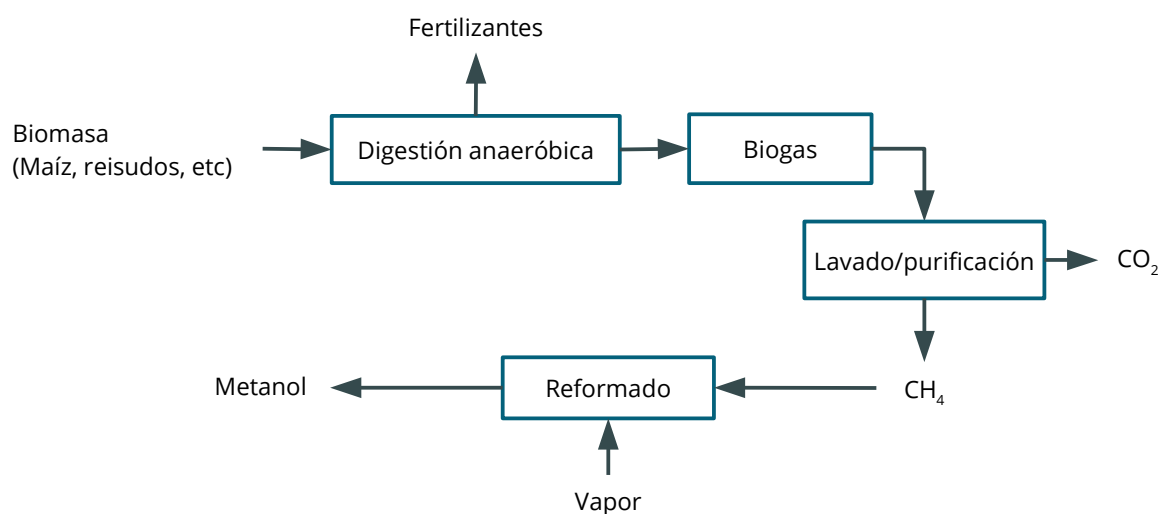 Fertilizantes
Biomasa
(Maíz, reisudos, etc)
Digestión anaeróbica
Biogas
Lavado/purificación
CO₂
Metanol
Reformado
CH₄
Vapor